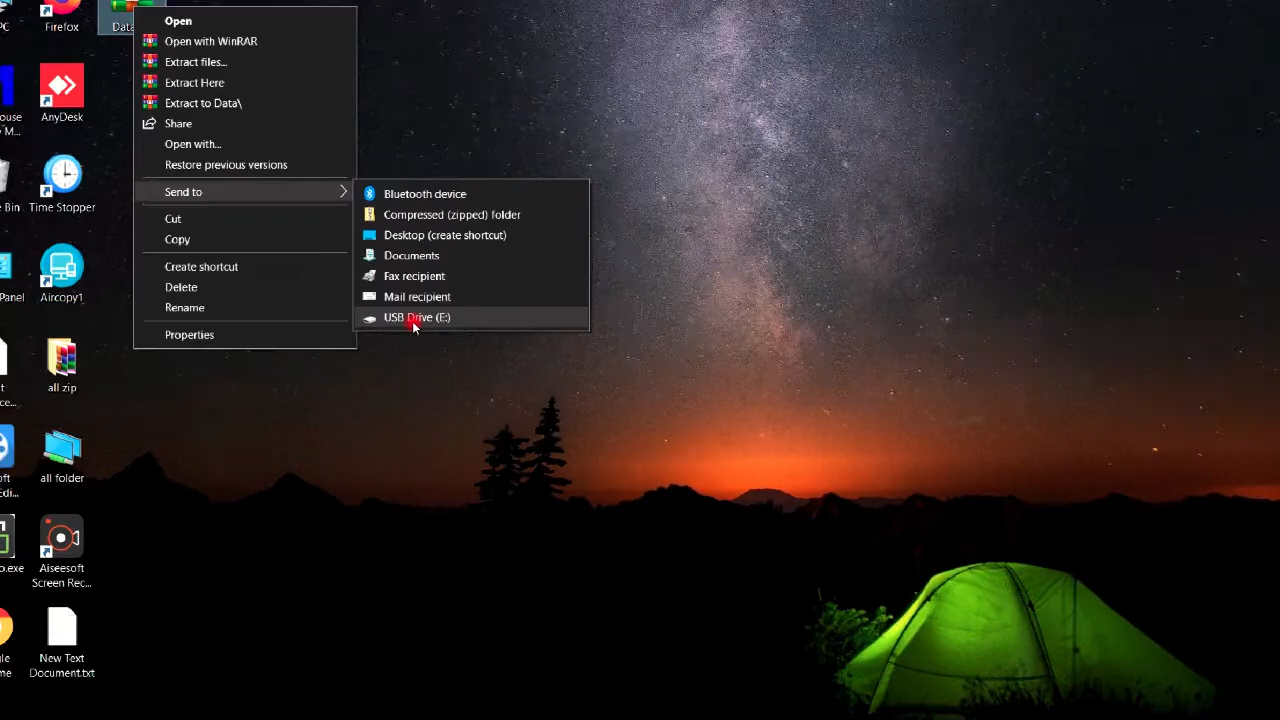 PC
Firefox
Data
Open
Open with WinRAR
Extract files...
Extract Here
Extract to Data\
Share
Open with...
Restore previous versions
Send to
Cut
Copy
Create shortcut
Delete
Rename
Properties
Bluetooth device
Compressed (zipped) folder
Desktop (create shortcut)
Documents
Fax recipient
Mail recipient
USB Drive (E:)
ouse
M...
AnyDesk
e Bin
Time Stopper
Panel
Aircopy1
t
ce...
all zip
oft
Edi...
all folder
o.exe
Aiseesoft
Screen Rec...
gle
me
New Text
Document.txt